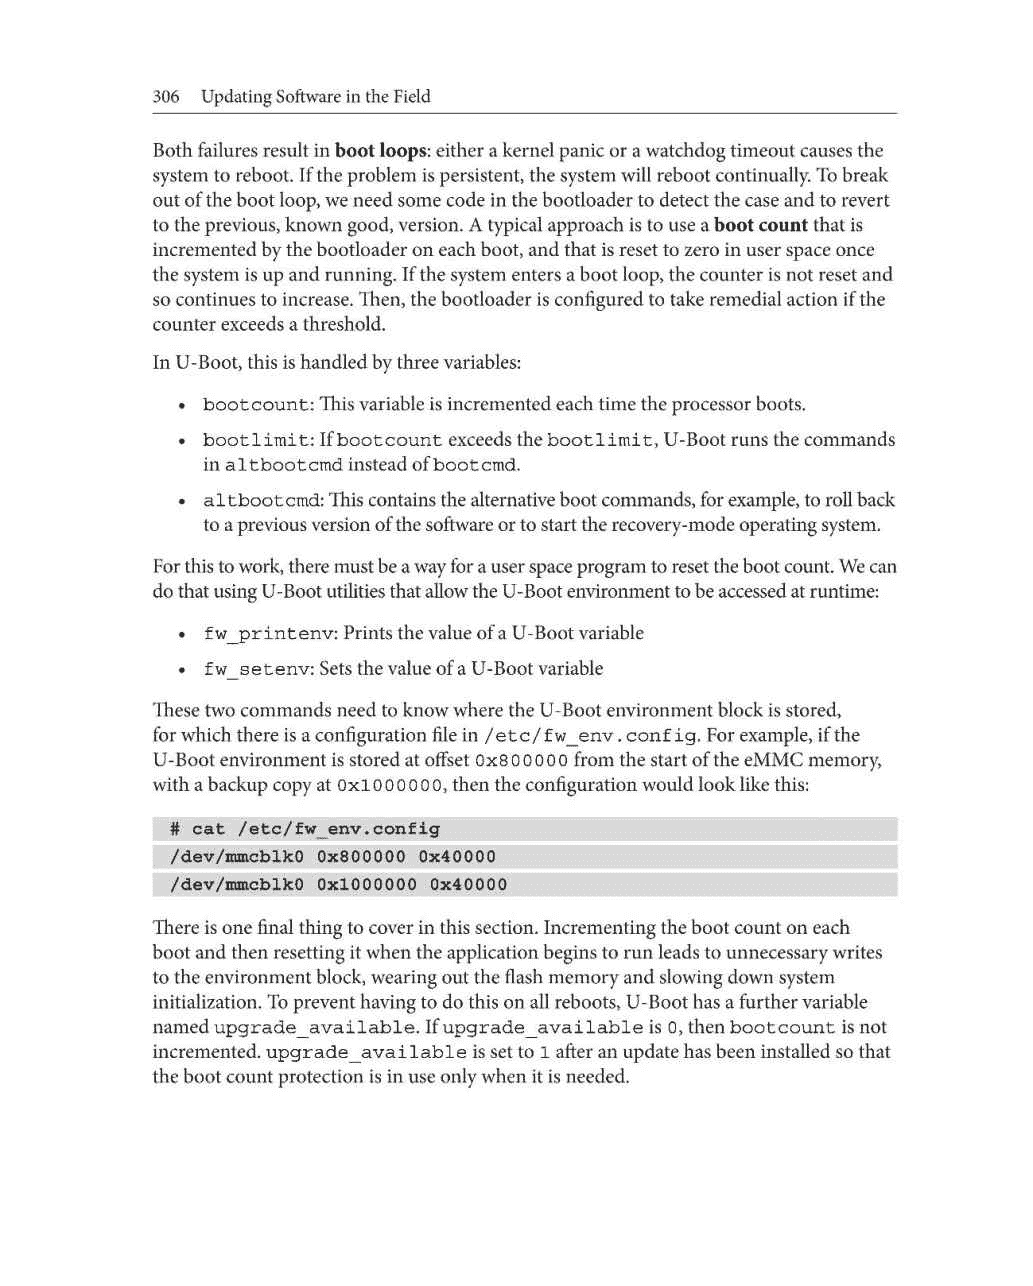 306 Updating Software in the Field
Both failures result in boot loops: either a kernel panic or a watchdog timeout causes the
system to reboot. If the problem is persistent, the system will reboot continually. To break
out of the boot loop, we need some code in the bootloader to detect the case and to revert
to the previous, known good, version. A typical approach is to use a boot count that is
incremented by the bootloader on each boot, and that is reset to zero in user space once
the system is up and running. If the system enters a boot loop, the counter is not reset and
so continues to increase. Then, the bootloader is configured to take remedial action if the
counter exceeds a threshold.
In U-Boot, this is handled by three variables:
• bootcount: This variable is incremented each time the processor boots.
• bootlimit: If bootcount exceeds the bootlimit, U-Boot runs the commands
in altbootcmd instead of bootcmd.
• altbootcmd: This contains the alternative boot commands, for example, to roll back
to a previous version of the software or to start the recovery-mode operating system.
For this to work, there must be a way for a user space program to reset the boot count. We can
do that using U-Boot utilities that allow the U-Boot environment to be accessed at runtime:
• fw_printenv: Prints the value of a U-Boot variable
• fw_setenv: Sets the value of a U-Boot variable
These two commands need to know where the U-Boot environment block is stored,
for which there is a configuration file in /etc/fw_env.config. For example, if the
U-Boot environment is stored at offset 0x800000 from the start of the eMMC memory,
with a backup copy at 0x1000000, then the configuration would look like this:
# cat /etc/fw_env.config
/dev/mmcblk0 0x800000 0x40000
/dev/mmcblk0 0x1000000 0x40000
There is one final thing to cover in this section. Incrementing the boot count on each
boot and then resetting it when the application begins to run leads to unnecessary writes
to the environment block, wearing out the flash memory and slowing down system
initialization. To prevent having to do this on all reboots, U-Boot has a further variable
named upgrade_available. If upgrade_available is 0, then bootcount is not
incremented. upgrade_available is set to 1 after an update has been installed so that
the boot count protection is in use only when it is needed.